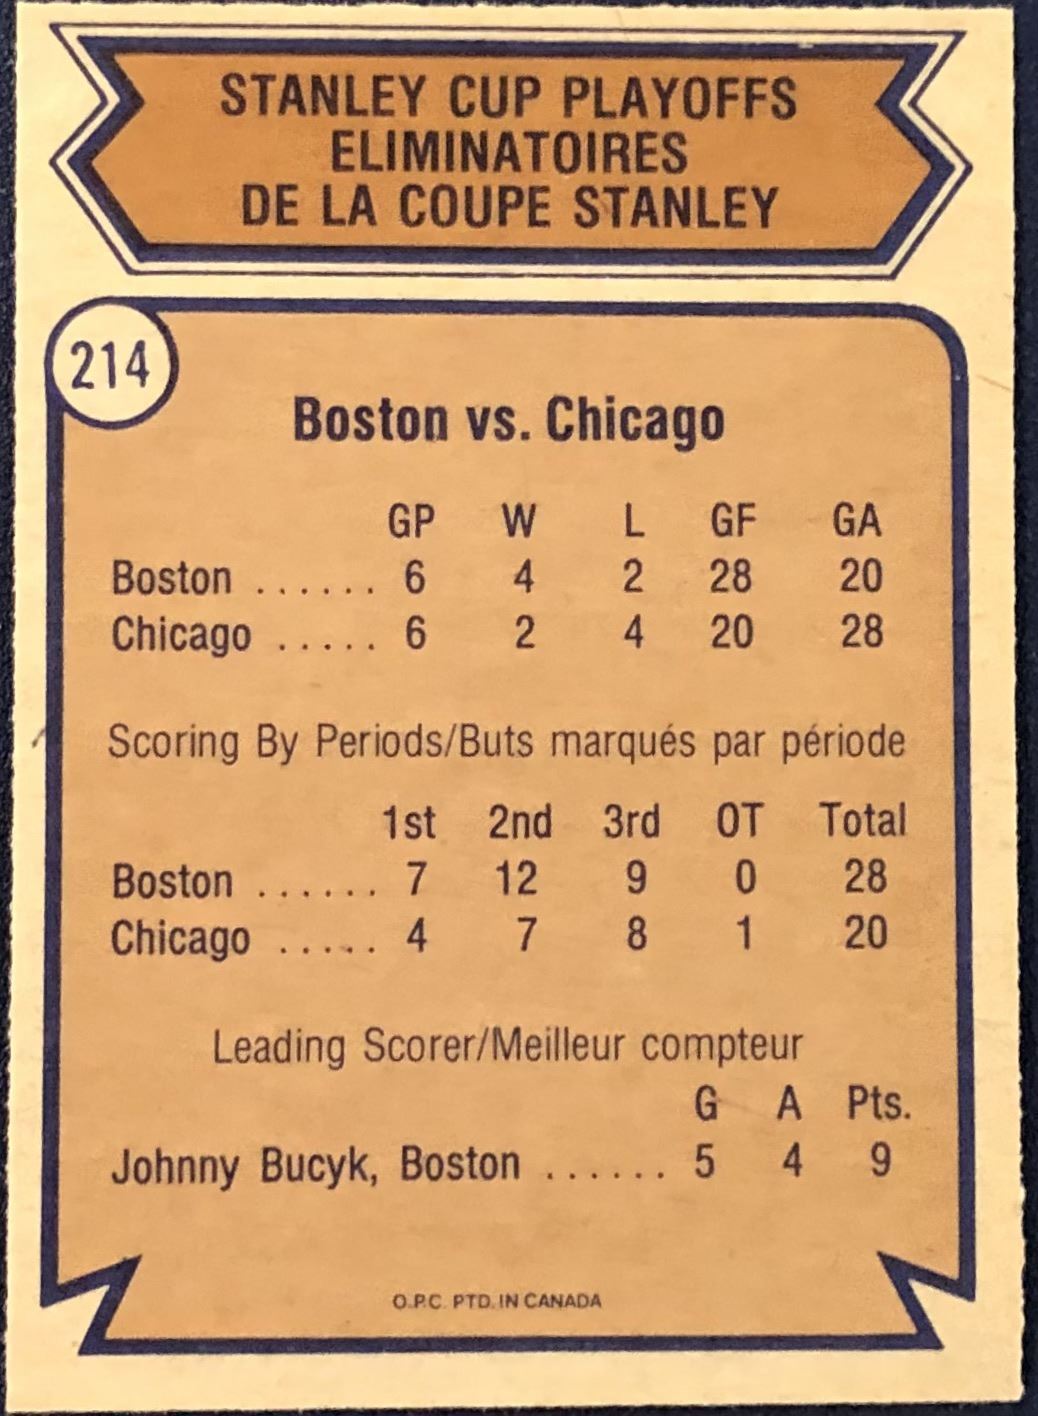 STANLEY CUP PLAYOFFS
ELIMINATOIRES
DE LA COUPE STANLEY
214
Boston vs. Chicago
GP W L GF GA
Boston ...... 6 4 2 28 20
Chicago ..... 6 2 4 20 28
Scoring By Periods/Buts marqués par période
1st 2nd 3rd OT Total
Boston ...... 7 12 9 0 28
Chicago ..... 4 7 8 1 20
Leading Scorer/Meilleur compteur
G A Pts.
Johnny Bucyk, Boston ...... 5 4 9
O.P.C. PTD. IN CANADA